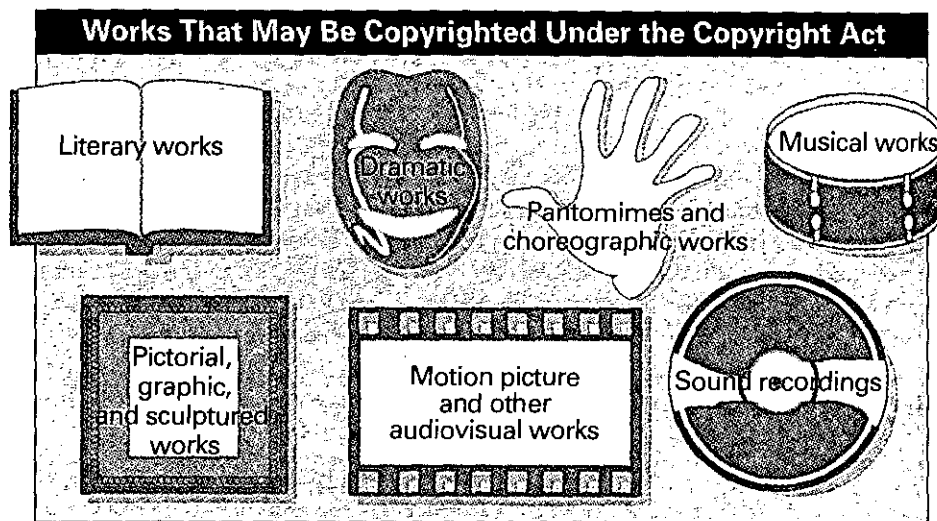 Works That May Be Copyrighted Under the Copyright Act
Literary works
Dramatic
works
Pantomimes and
choreographic works
Musical works
Pictorial,
graphic,
and sculptured
works
Motion picture
and other
audiovisual works
Sound recordings